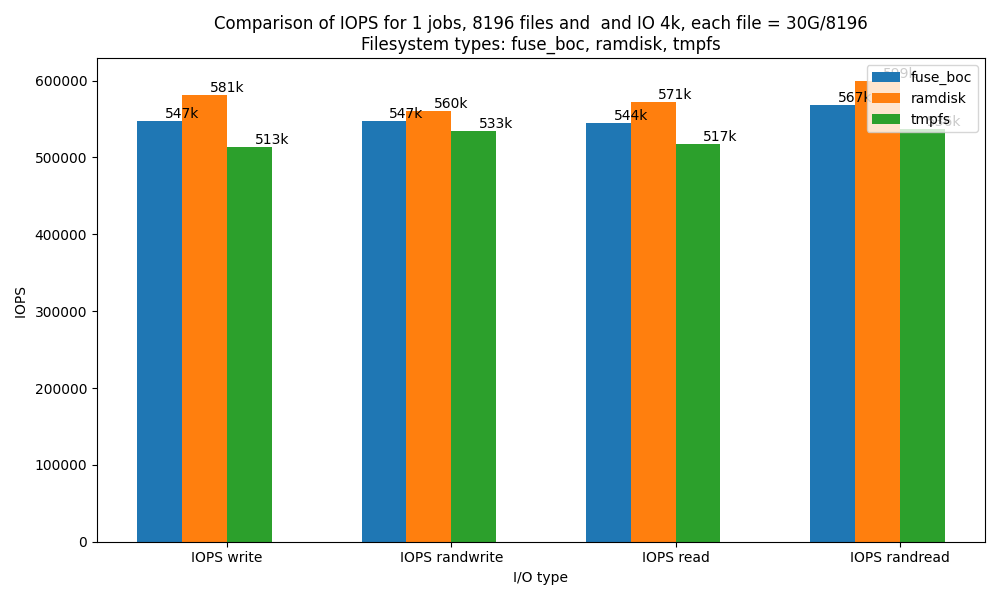 Comparison of IOPS for 1 jobs, 8196 files and  and IO 4k, each file = 30G/8196
Filesystem types: fuse_boc, ramdisk, tmpfs
fuse_boc
ramdisk
tmpfs
547k
581k
513k
547k
560k
533k
544k
571k
517k
567k
599k
600000
500000
400000
300000
200000
100000
0
IOPS
IOPS write
IOPS randwrite
IOPS read
IOPS randread
I/O type